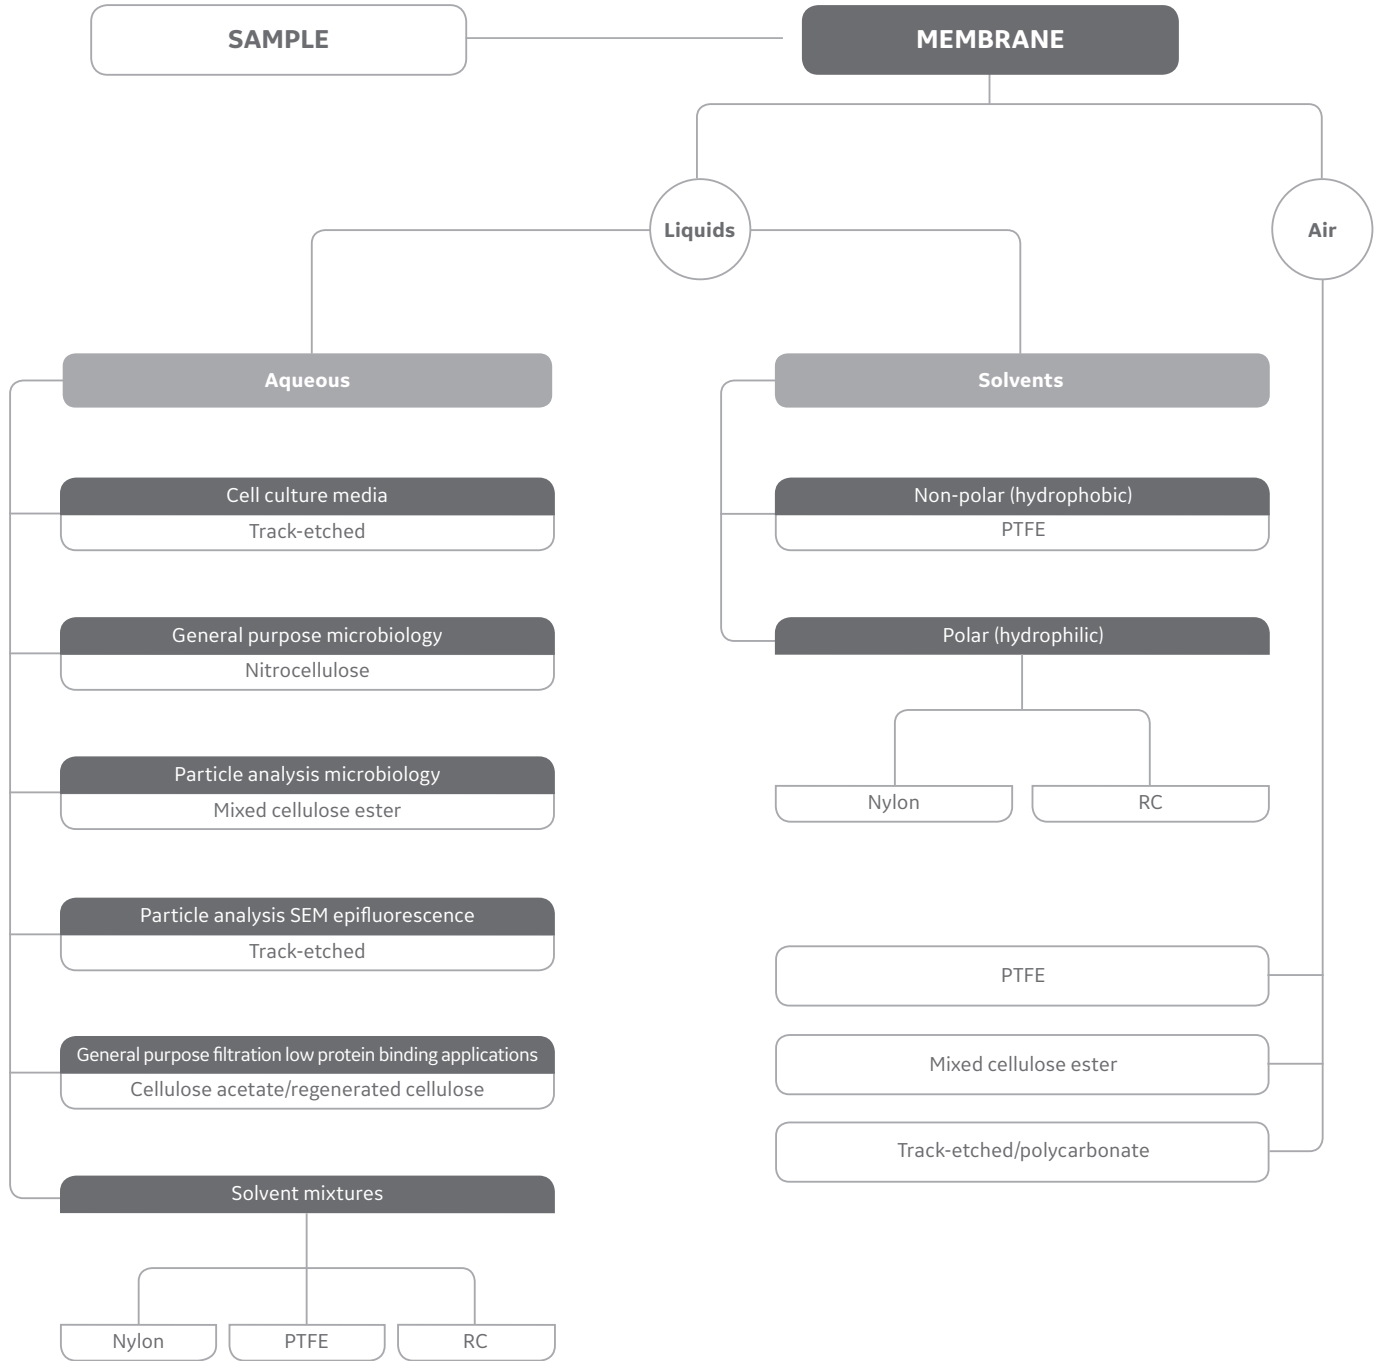 SAMPLE
MEMBRANE
Liquids
Air
Aqueous
Cell culture media
Track-etched
General purpose microbiology
Nitrocellulose
Particle analysis microbiology
Mixed cellulose ester
Particle analysis SEM epifluorescence
Track-etched
General purpose filtration low protein binding applications
Cellulose acetate/regenerated cellulose
Solvent mixtures
Nylon
PTFE
RC
Solvents
Non-polar (hydrophobic)
PTFE
Polar (hydrophilic)
Nylon
RC
PTFE
Mixed cellulose ester
Track-etched/polycarbonate